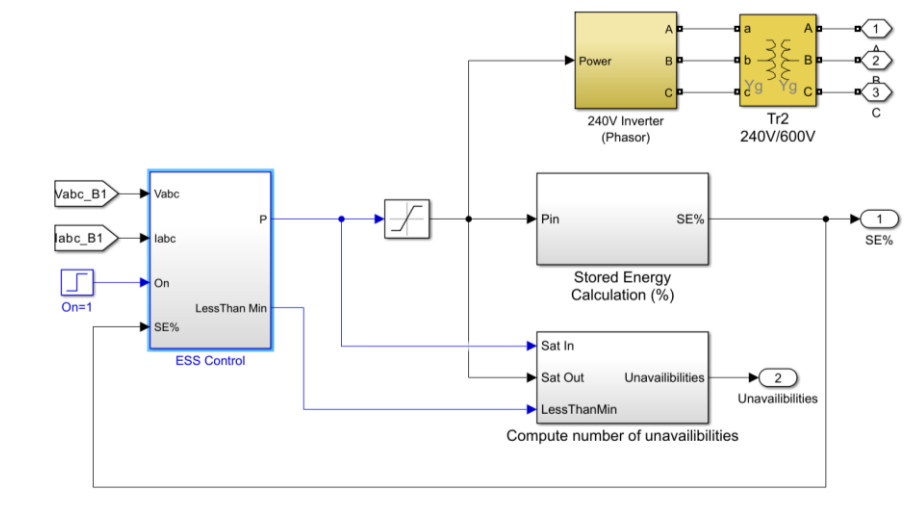 A
B
C
Power
240V Inverter
(Phasor)
a
b
c
Yg
Yg
A
B
C
Tr2
240V/600V
1
A
2
B
3
C
Vabc_B1
Iabc_B1
On=1
Vabc
Iabc
On
SE%
P
LessThan Min
ESS Control
Pin
SE%
Stored Energy
Calculation (%)
1
SE%
Sat In
Sat Out
LessThanMin
Unavailibilities
Compute number of unavailibilities
2
Unavailibilities